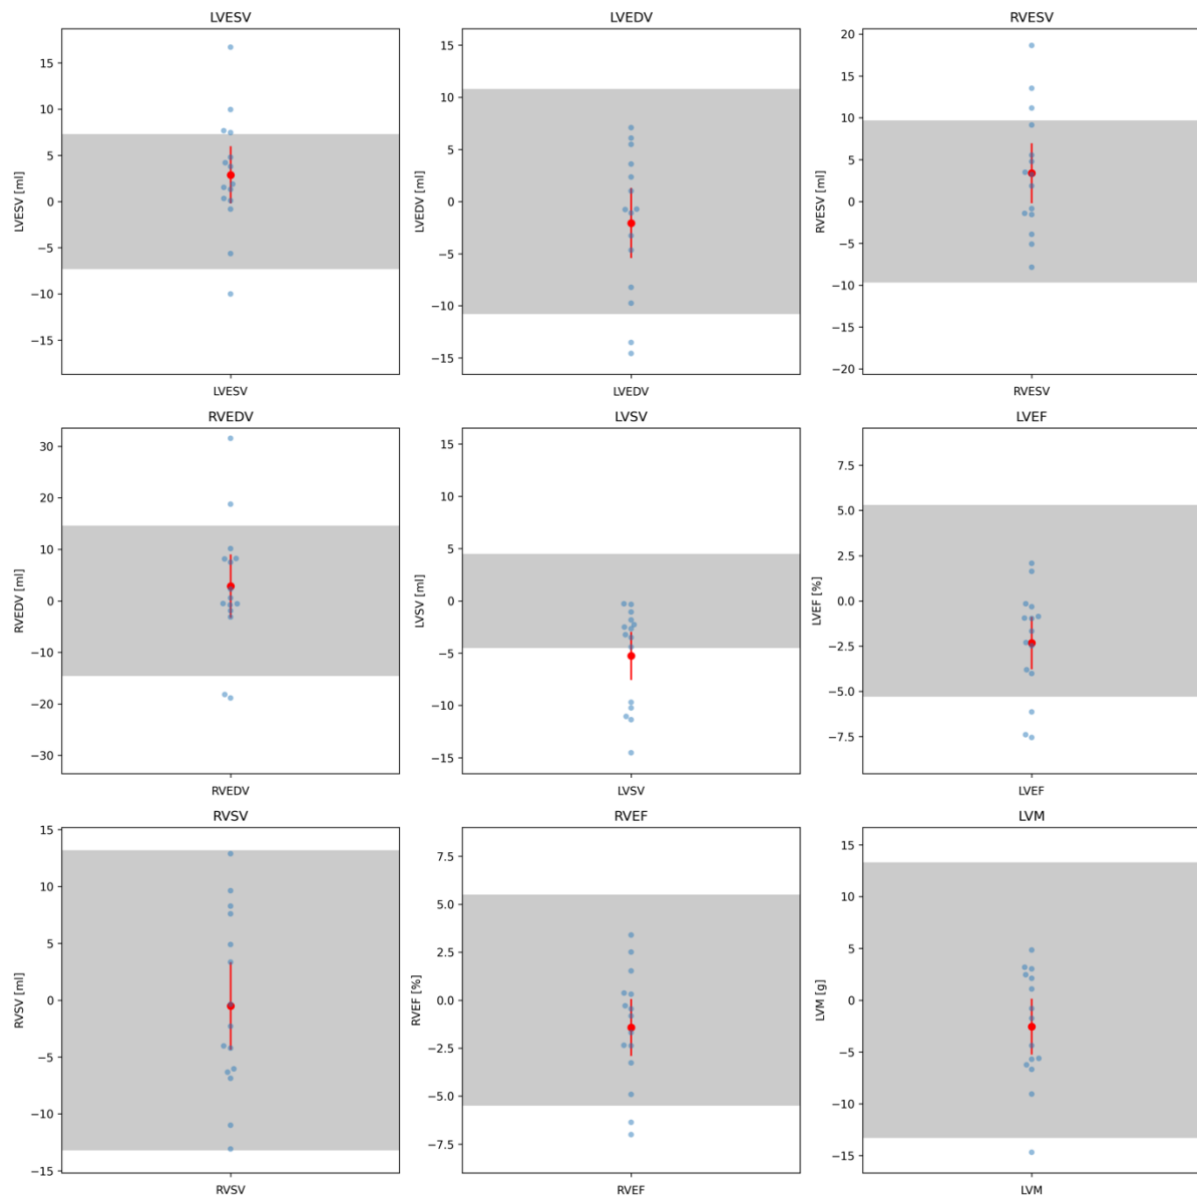 LVESV
LVESV [ml]
15
10
5
0
−5
−10
−15
LVESV
LVEDV
LVEDV [ml]
15
10
5
0
−5
−10
−15
LVEDV
RVESV
RVESV [ml]
20
15
10
5
0
−5
−10
−15
−20
RVESV
RVEDV
RVEDV [ml]
30
20
10
0
−10
−20
−30
RVEDV
LVSV
LVSV [ml]
15
10
5
0
−5
−10
−15
LVSV
LVEF
LVEF [%]
7.5
5.0
2.5
0.0
−2.5
−5.0
−7.5
LVEF
RVSV
RVSV [ml]
15
10
5
0
−5
−10
−15
RVSV
RVEF
RVEF [%]
7.5
5.0
2.5
0.0
−2.5
−5.0
−7.5
RVEF
LVM
LVM [g]
15
10
5
0
−5
−10
−15
LVM